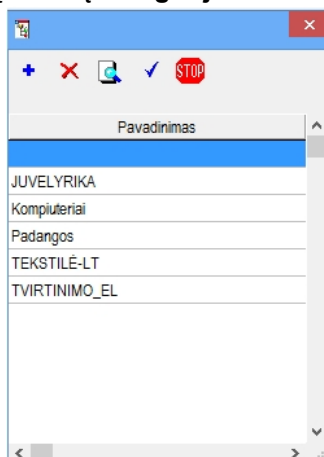 STOP
Pavadinimas
JUVELYRIKA
Kompiuteriai
Padangos
TEKSTILĖ-LT
TVIRTINIMO_EL